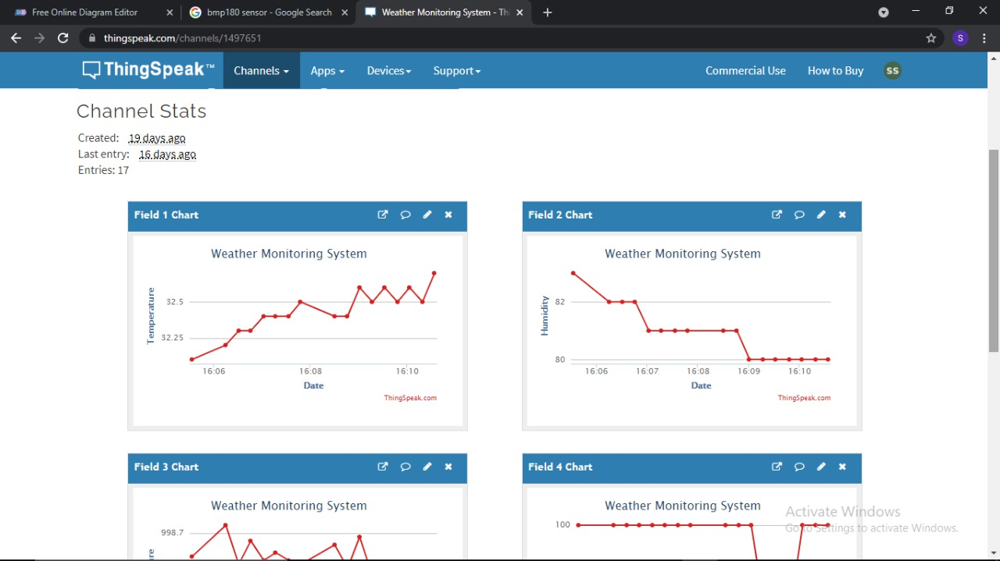 Free Online Diagram Editor
bmp180 sensor - Google Search
Weather Monitoring System - Thi
thingspeak.com/channels/1497651
S
ThingSpeak™
Channels
Apps
Devices
Support
Commercial Use
How to Buy
SS
Channel Stats
Created: 19 days ago
Last entry: 16 days ago
Entries: 17
Field 1 Chart
Weather Monitoring System
Temperature
32.5
32.25
16:06 16:08 16:10
Date
ThingSpeak.com
Field 2 Chart
Weather Monitoring System
Humidity
82
80
16:06 16:07 16:08 16:09 16:10
Date
ThingSpeak.com
Field 3 Chart
Weather Monitoring System
998.7
Field 4 Chart
Weather Monitoring System
100
Activate Windows
Go to Settings to activate Windows.